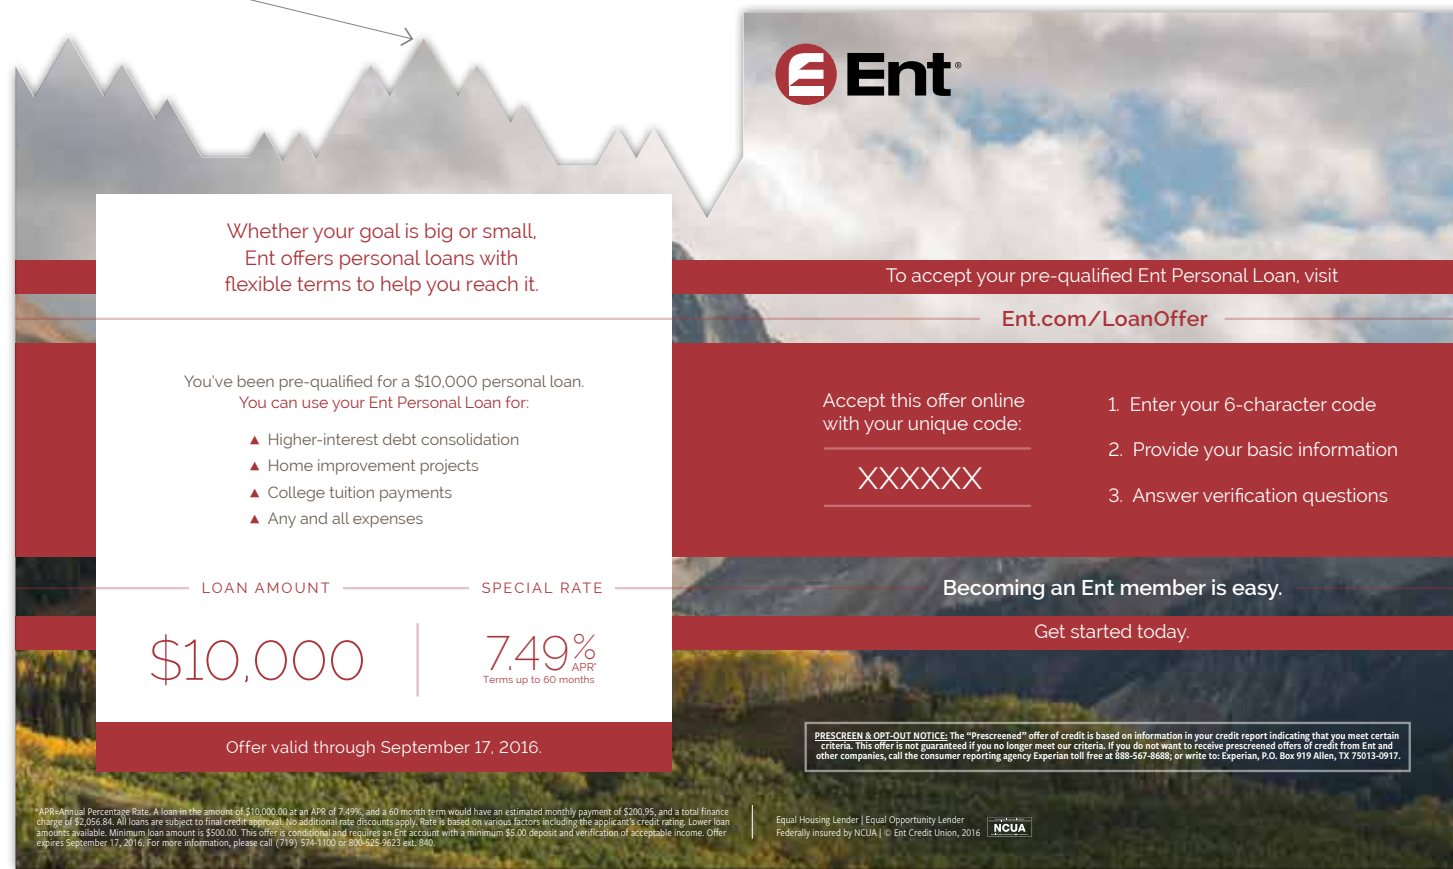 Whether your goal is big or small,
Ent offers personal loans with
flexible terms to help you reach it.
You've been pre-qualified for a $10,000 personal loan.
You can use your Ent Personal Loan for:
▲ Higher-interest debt consolidation
▲ Home improvement projects
▲ College tuition payments
▲ Any and all expenses
LOAN AMOUNT
$10,000
SPECIAL RATE
7.49%
APR*
Terms up to 60 months
Offer valid through September 17, 2016.
*APR=Annual Percentage Rate. A loan in the amount of $10,000.00 at an APR of 7.49%, and a 60 month term would have an estimated monthly payment of $200.95, and a total finance
charge of $2,056.84. All loans are subject to final credit approval. No additional rate discounts apply. Rate is based on various factors including the applicant's credit rating. Lower loan
amounts available. Minimum loan amount is $500.00. This offer is conditional and requires an Ent account with a minimum $5.00 deposit and verification of acceptable income. Offer
expires September 17, 2016. For more information, please call (719) 574-1100 or 800-525-9623 ext. 840.
E Ent®
To accept your pre-qualified Ent Personal Loan, visit
Ent.com/LoanOffer
Accept this offer online
with your unique code:
XXXXXX
1. Enter your 6-character code
2. Provide your basic information
3. Answer verification questions
Becoming an Ent member is easy.
Get started today.
PRESCREEN & OPT-OUT NOTICE: The “Prescreened” offer of credit is based on information in your credit report indicating that you meet certain
criteria. This offer is not guaranteed if you no longer meet our criteria. If you do not want to receive prescreened offers of credit from Ent and
other companies, call the consumer reporting agency Experian toll free at 888-567-8688; or write to: Experian, P.O. Box 919 Allen, TX 75013-0917.
Equal Housing Lender | Equal Opportunity Lender
Federally insured by NCUA | © Ent Credit Union, 2016
NCUA